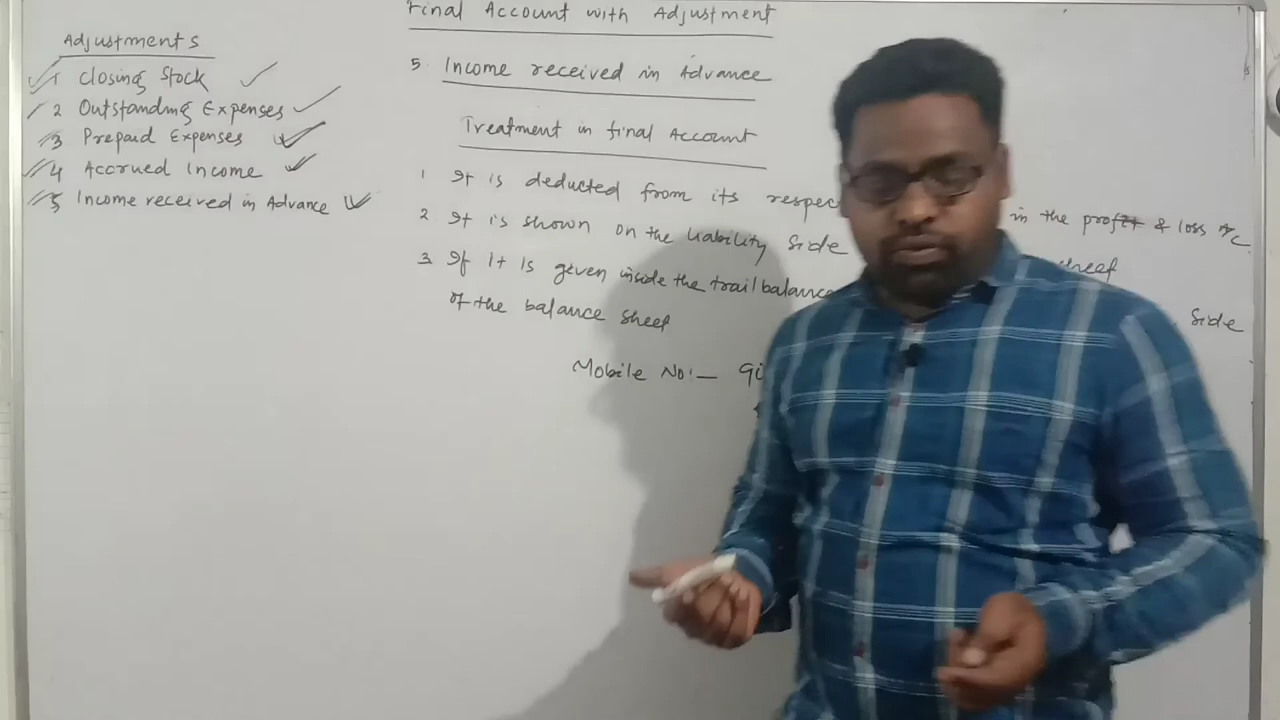 Final Account with Adjustment
Adjustments
1 Closing Stock
2 Outstanding Expenses
3 Prepaid Expenses
4 Accrued Income
5 Income received in Advance
5. Income received in Advance
Treatment in final Account
1 It is deducted from its respec in the profit & loss A/C
2. It is shown on the liability Side
3 If It Is given inside the trail balance Side
of the balance sheet
Mobile No:-